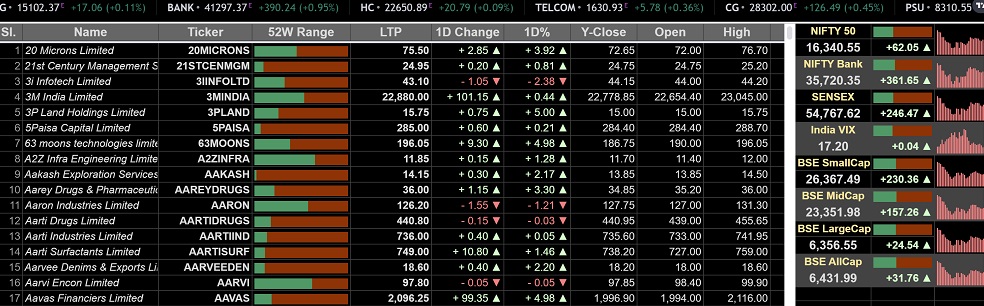 G • 15102.37ᴱ +17.06 (+0.11%) BANK • 41297.37ᴱ +390.24 (+0.95%) HC • 22650.89ᴱ +20.79 (+0.09%) TELCOM • 1630.93ᴱ +5.78 (+0.36%) CG • 28302.00ᴱ +126.49 (+0.45%) PSU • 8310.55
Sl. Name Ticker 52W Range LTP 1D Change 1D% Y-Close Open High
1 20 Microns Limited 20MICRONS 75.50 + 2.85 ▲ + 3.92 ▲ 72.65 72.00 76.70
2 21st Century Management S 21STCENMGM 24.95 + 0.20 ▲ + 0.81 ▲ 24.75 24.75 25.20
3 3i Infotech Limited 3IINFOLTD 43.10 - 1.05 ▼ - 2.38 ▼ 44.15 44.00 44.20
4 3M India Limited 3MINDIA 22,880.00 + 101.15 ▲ + 0.44 ▲ 22,778.85 22,654.40 23,045.00
5 3P Land Holdings Limited 3PLAND 15.75 + 0.75 ▲ + 5.00 ▲ 15.00 15.00 15.75
6 5Paisa Capital Limited 5PAISA 285.00 + 0.60 ▲ + 0.21 ▲ 284.40 284.40 288.70
7 63 moons technologies limite 63MOONS 196.05 + 9.30 ▲ + 4.98 ▲ 186.75 190.00 196.05
8 A2Z Infra Engineering Limite A2ZINFRA 11.85 + 0.15 ▲ + 1.28 ▲ 11.70 11.40 12.00
9 Aakash Exploration Services AAKASH 14.15 + 0.30 ▲ + 2.17 ▲ 13.85 13.85 14.50
10 Aarey Drugs & Pharmaceutic AAREYDRUGS 36.00 + 1.15 ▲ + 3.30 ▲ 34.85 35.20 36.00
11 Aaron Industries Limited AARON 126.20 - 1.55 ▼ - 1.21 ▼ 127.75 127.00 131.30
12 Aarti Drugs Limited AARTIDRUGS 440.80 - 0.15 ▼ - 0.03 ▼ 440.95 439.00 455.65
13 Aarti Industries Limited AARTIIND 736.00 + 0.40 ▲ + 0.05 ▲ 735.60 733.00 741.95
14 Aarti Surfactants Limited AARTISURF 749.00 + 10.80 ▲ + 1.46 ▲ 738.20 727.00 759.00
15 Aarvee Denims & Exports Li AARVEEDEN 18.60 + 0.40 ▲ + 2.20 ▲ 18.20 18.00 18.60
16 Aarvi Encon Limited AARVI 97.80 - 0.05 ▼ - 0.05 ▼ 97.85 98.40 99.90
17 Aavas Financiers Limited AAVAS 2,096.25 + 99.35 ▲ + 4.98 ▲ 1,996.90 1,994.00 2,116.00
NIFTY 50
16,340.55 +62.05 ▲
NIFTY Bank
35,720.35 +361.65 ▲
SENSEX
54,767.62 +246.47 ▲
India VIX
17.20 +0.04 ▲
BSE SmallCap
26,367.49 +230.36 ▲
BSE MidCap
23,351.98 +157.26 ▲
BSE LargeCap
6,356.55 +24.54 ▲
BSE AllCap
6,431.99 +31.76 ▲